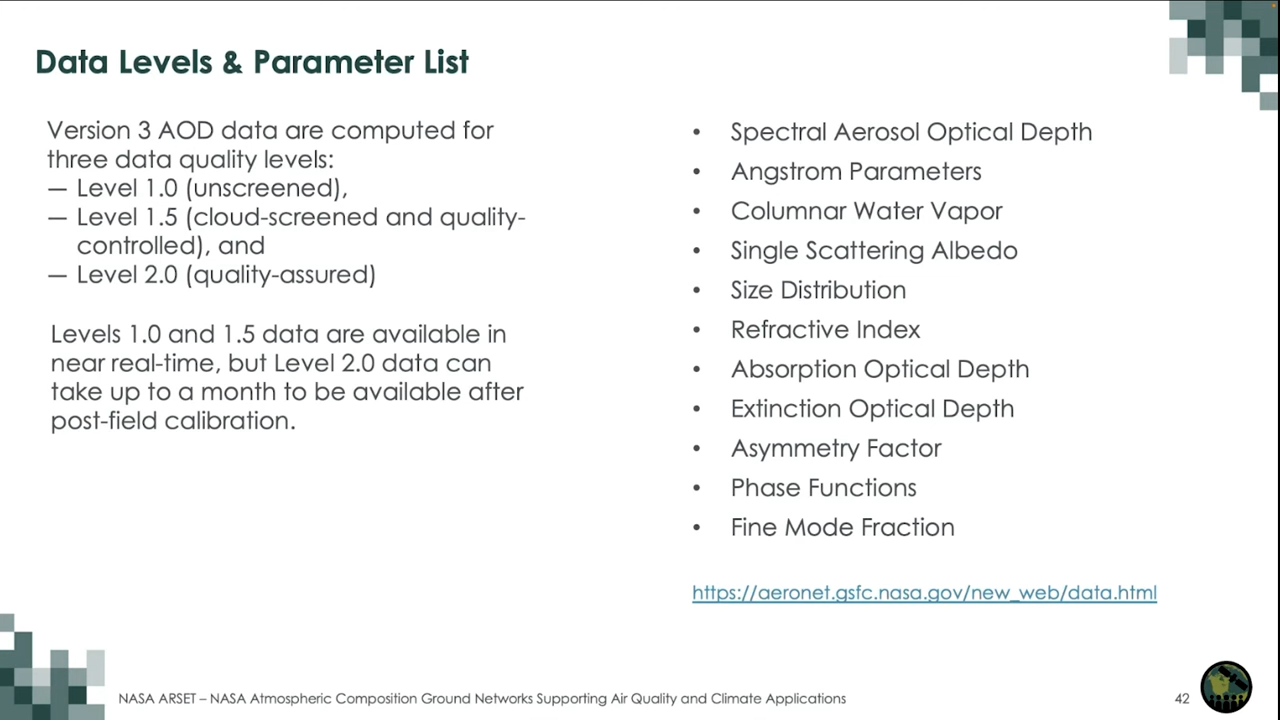 Data Levels & Parameter List
Version 3 AOD data are computed for
three data quality levels:
— Level 1.0 (unscreened),
— Level 1.5 (cloud-screened and quality-
controlled), and
— Level 2.0 (quality-assured)
Levels 1.0 and 1.5 data are available in
near real-time, but Level 2.0 data can
take up to a month to be available after
post-field calibration.
• Spectral Aerosol Optical Depth
• Angstrom Parameters
• Columnar Water Vapor
• Single Scattering Albedo
• Size Distribution
• Refractive Index
• Absorption Optical Depth
• Extinction Optical Depth
• Asymmetry Factor
• Phase Functions
• Fine Mode Fraction
https://aeronet.gsfc.nasa.gov/new_web/data.html
NASA ARSET – NASA Atmospheric Composition Ground Networks Supporting Air Quality and Climate Applications
42